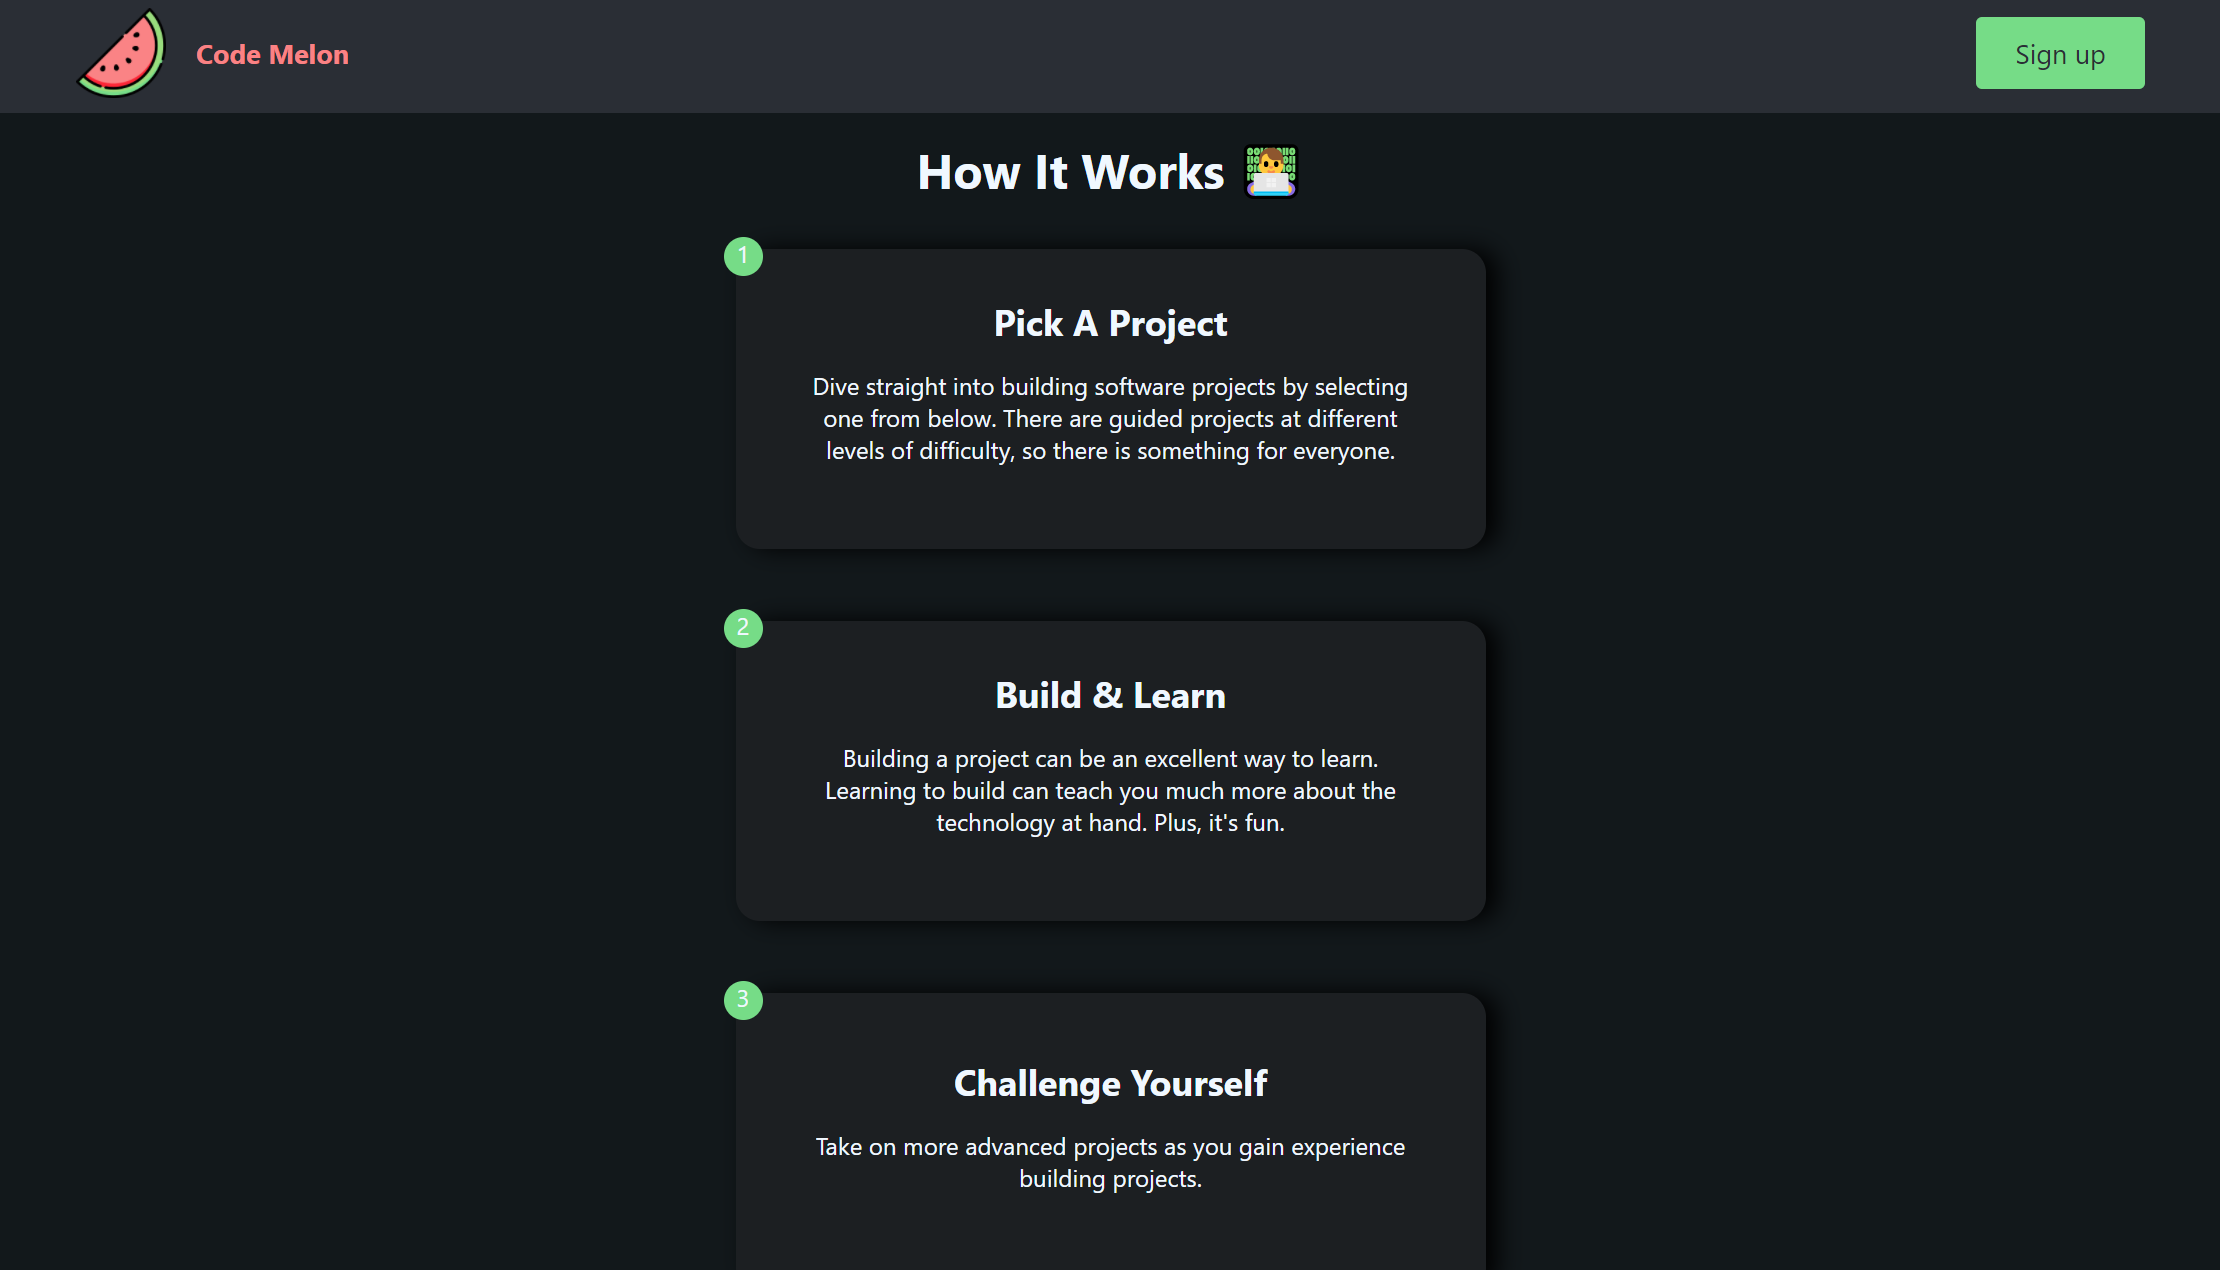 Code Melon
Sign up
How It Works
1
Pick A Project
Dive straight into building software projects by selecting
one from below. There are guided projects at different
levels of difficulty, so there is something for everyone.
2
Build & Learn
Building a project can be an excellent way to learn.
Learning to build can teach you much more about the
technology at hand. Plus, it's fun.
3
Challenge Yourself
Take on more advanced projects as you gain experience
building projects.